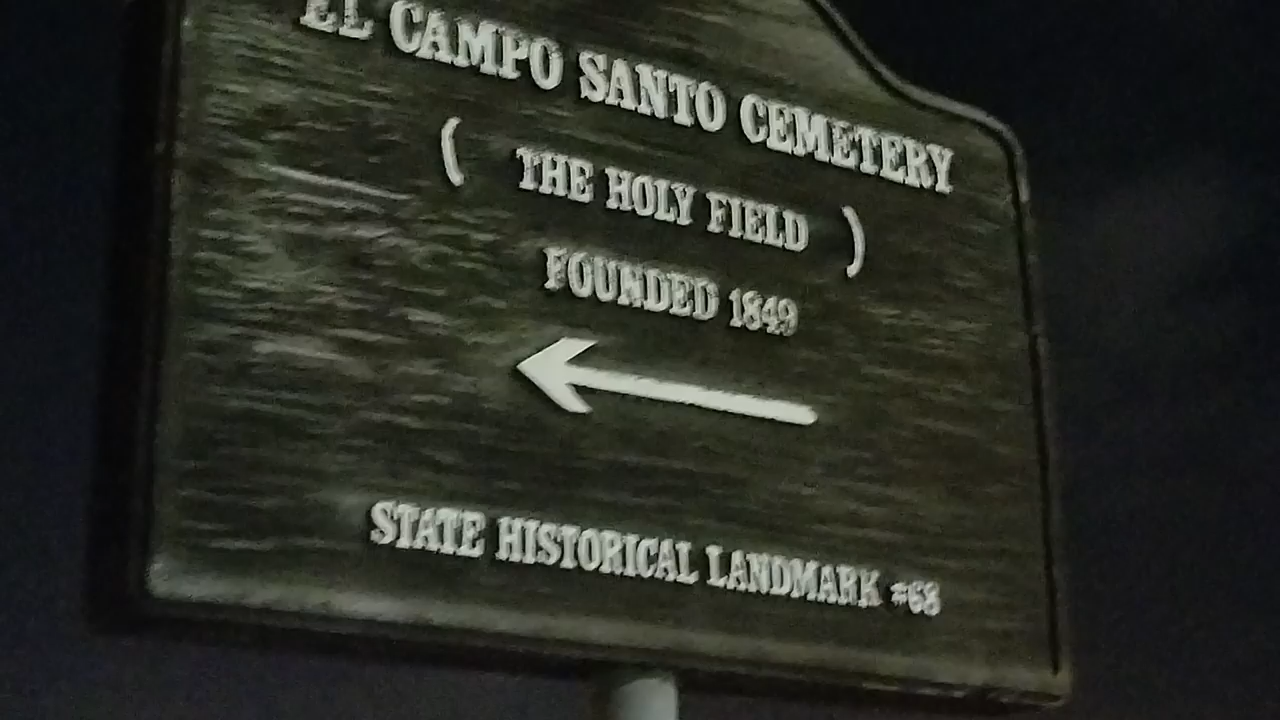 EL CAMPO SANTO CEMETERY
( THE HOLY FIELD )
FOUNDED 1849
STATE HISTORICAL LANDMARK #68